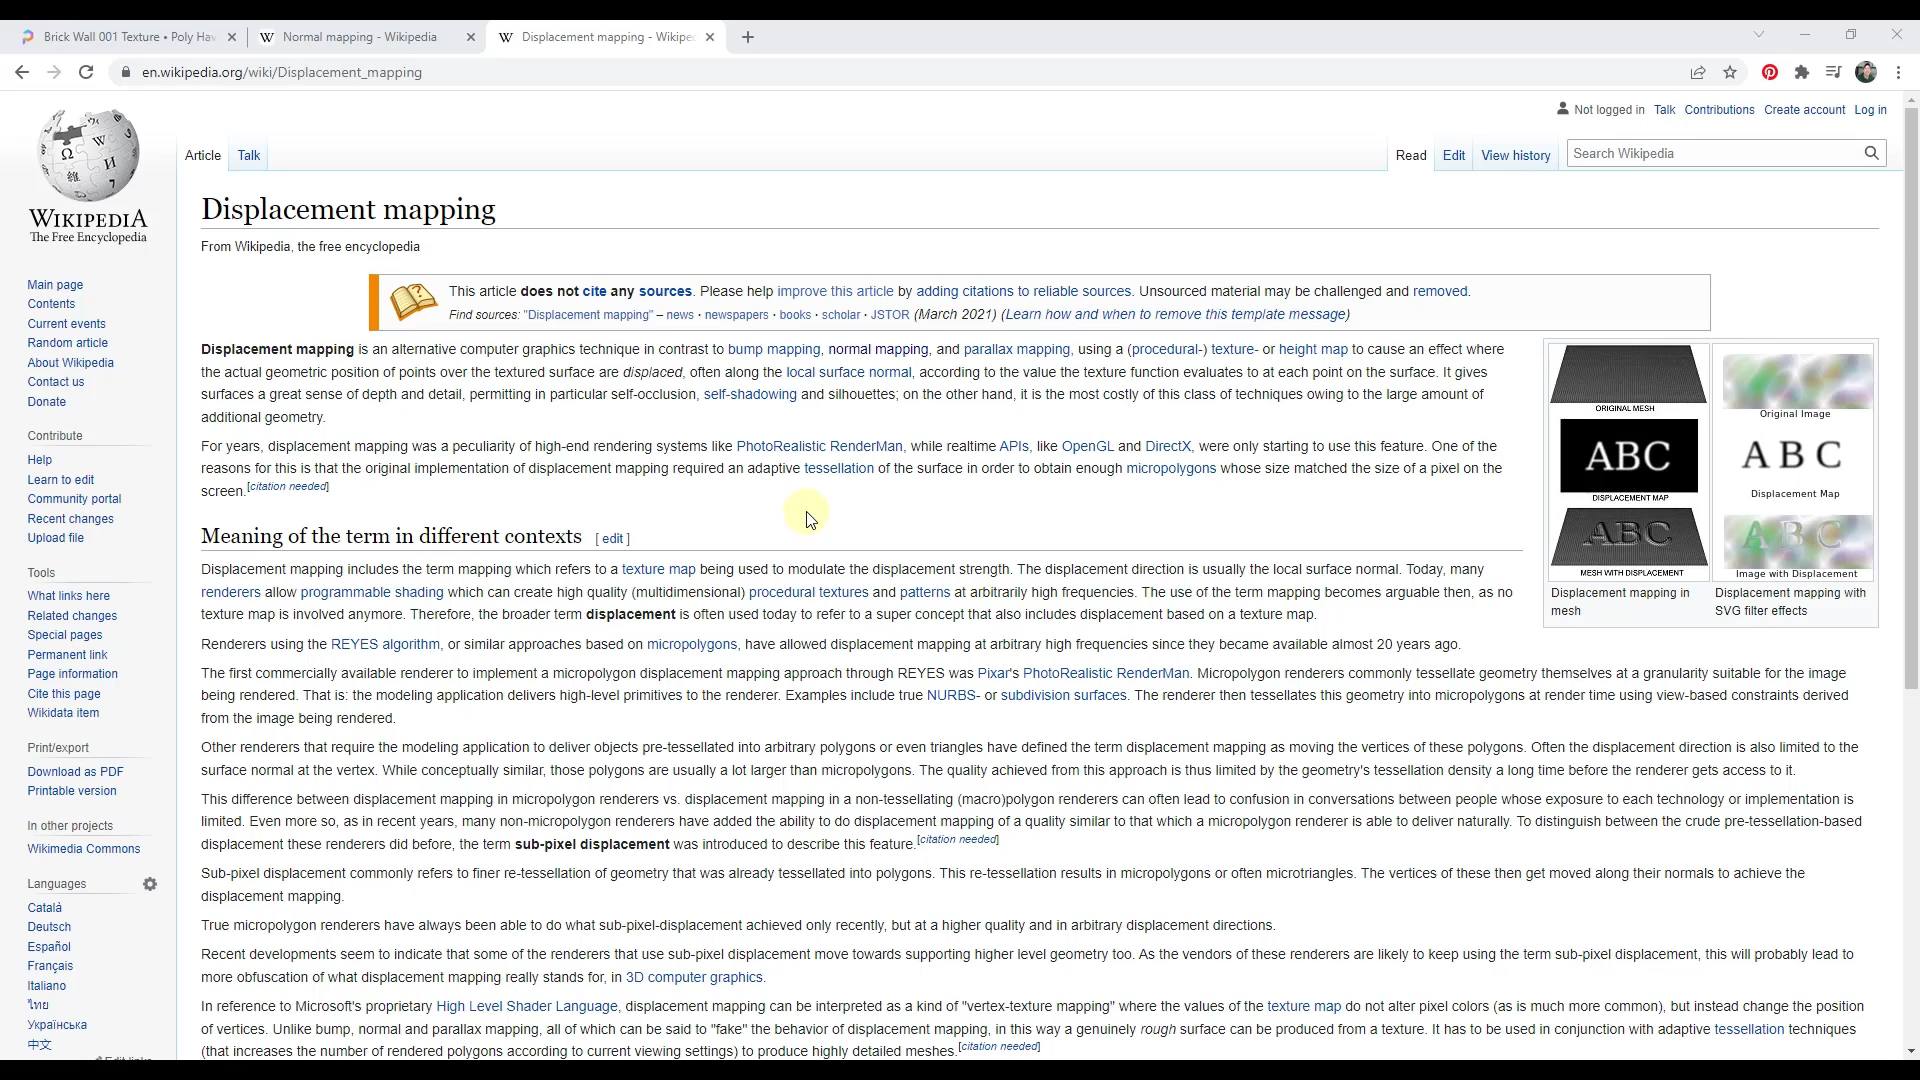 Brick Wall 001 Texture • Poly Hav
Normal mapping - Wikipedia
Displacement mapping - Wikiped
en.wikipedia.org/wiki/Displacement_mapping
Not logged in Talk Contributions Create account Log in
Article Talk
Read Edit View history
Search Wikipedia
WIKIPEDIA
The Free Encyclopedia
Main page
Contents
Current events
Random article
About Wikipedia
Contact us
Donate
Contribute
Help
Learn to edit
Community portal
Recent changes
Upload file
Tools
What links here
Related changes
Special pages
Permanent link
Page information
Cite this page
Wikidata item
Print/export
Download as PDF
Printable version
In other projects
Wikimedia Commons
Languages
Català
Deutsch
Español
Français
Italiano
ไทย
Українська
中文
Displacement mapping
From Wikipedia, the free encyclopedia
This article does not cite any sources. Please help improve this article by adding citations to reliable sources. Unsourced material may be challenged and removed.
Find sources: "Displacement mapping" – news · newspapers · books · scholar · JSTOR (March 2021) (Learn how and when to remove this template message)
Displacement mapping is an alternative computer graphics technique in contrast to bump mapping, normal mapping, and parallax mapping, using a (procedural-) texture- or height map to cause an effect where
the actual geometric position of points over the textured surface are displaced, often along the local surface normal, according to the value the texture function evaluates to at each point on the surface. It gives
surfaces a great sense of depth and detail, permitting in particular self-occlusion, self-shadowing and silhouettes; on the other hand, it is the most costly of this class of techniques owing to the large amount of
additional geometry.
For years, displacement mapping was a peculiarity of high-end rendering systems like PhotoRealistic RenderMan, while realtime APIs, like OpenGL and DirectX, were only starting to use this feature. One of the
reasons for this is that the original implementation of displacement mapping required an adaptive tessellation of the surface in order to obtain enough micropolygons whose size matched the size of a pixel on the
screen.[citation needed]
ORIGINAL MESH
ABC
DISPLACEMENT MAP
ABC
MESH WITH DISPLACEMENT
Displacement mapping in
mesh
Original Image
A B C
Displacement Map
A B C
Image with Displacement
Displacement mapping with
SVG filter effects
Meaning of the term in different contexts [ edit ]
Displacement mapping includes the term mapping which refers to a texture map being used to modulate the displacement strength. The displacement direction is usually the local surface normal. Today, many
renderers allow programmable shading which can create high quality (multidimensional) procedural textures and patterns at arbitrarily high frequencies. The use of the term mapping becomes arguable then, as no
texture map is involved anymore. Therefore, the broader term displacement is often used today to refer to a super concept that also includes displacement based on a texture map.
Renderers using the REYES algorithm, or similar approaches based on micropolygons, have allowed displacement mapping at arbitrary high frequencies since they became available almost 20 years ago.
The first commercially available renderer to implement a micropolygon displacement mapping approach through REYES was Pixar's PhotoRealistic RenderMan. Micropolygon renderers commonly tessellate geometry themselves at a granularity suitable for the image
being rendered. That is: the modeling application delivers high-level primitives to the renderer. Examples include true NURBS- or subdivision surfaces. The renderer then tessellates this geometry into micropolygons at render time using view-based constraints derived
from the image being rendered.
Other renderers that require the modeling application to deliver objects pre-tessellated into arbitrary polygons or even triangles have defined the term displacement mapping as moving the vertices of these polygons. Often the displacement direction is also limited to the
surface normal at the vertex. While conceptually similar, those polygons are usually a lot larger than micropolygons. The quality achieved from this approach is thus limited by the geometry's tessellation density a long time before the renderer gets access to it.
This difference between displacement mapping in micropolygon renderers vs. displacement mapping in a non-tessellating (macro)polygon renderers can often lead to confusion in conversations between people whose exposure to each technology or implementation is
limited. Even more so, as in recent years, many non-micropolygon renderers have added the ability to do displacement mapping of a quality similar to that which a micropolygon renderer is able to deliver naturally. To distinguish between the crude pre-tessellation-based
displacement these renderers did before, the term sub-pixel displacement was introduced to describe this feature.[citation needed]
Sub-pixel displacement commonly refers to finer re-tessellation of geometry that was already tessellated into polygons. This re-tessellation results in micropolygons or often microtriangles. The vertices of these then get moved along their normals to achieve the
displacement mapping.
True micropolygon renderers have always been able to do what sub-pixel-displacement achieved only recently, but at a higher quality and in arbitrary displacement directions.
Recent developments seem to indicate that some of the renderers that use sub-pixel displacement move towards supporting higher level geometry too. As the vendors of these renderers are likely to keep using the term sub-pixel displacement, this will probably lead to
more obfuscation of what displacement mapping really stands for, in 3D computer graphics.
In reference to Microsoft's proprietary High Level Shader Language, displacement mapping can be interpreted as a kind of "vertex-texture mapping" where the values of the texture map do not alter pixel colors (as is much more common), but instead change the position
of vertices. Unlike bump, normal and parallax mapping, all of which can be said to "fake" the behavior of displacement mapping, in this way a genuinely rough surface can be produced from a texture. It has to be used in conjunction with adaptive tessellation techniques
(that increases the number of rendered polygons according to current viewing settings) to produce highly detailed meshes.[citation needed]